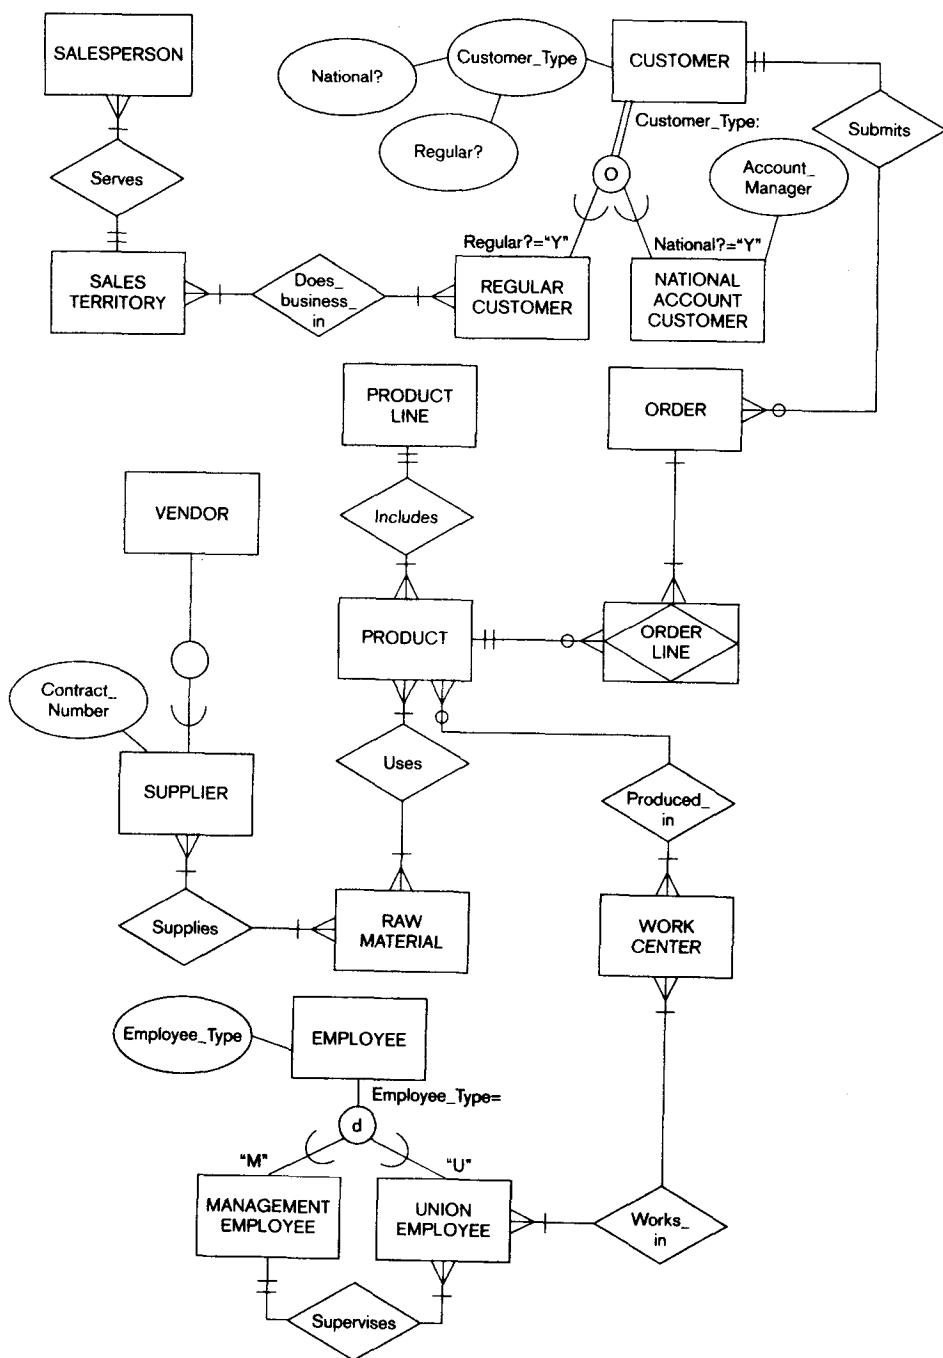 SALESPERSON
National?
Customer_Type
CUSTOMER
Customer_Type:
Submits
Regular?
Serves
O
Account_
Manager
Regular?="Y"
National?="Y"
SALES
TERRITORY
Does_
business_
in
REGULAR
CUSTOMER
NATIONAL
ACCOUNT
CUSTOMER
PRODUCT
LINE
ORDER
VENDOR
Includes
PRODUCT
ORDER
LINE
Contract_
Number
SUPPLIER
Uses
Produced_
in
Supplies
RAW
MATERIAL
WORK
CENTER
Employee_Type
EMPLOYEE
Employee_Type=
d
"M"
"U"
MANAGEMENT
EMPLOYEE
UNION
EMPLOYEE
Works_
in
Supervises